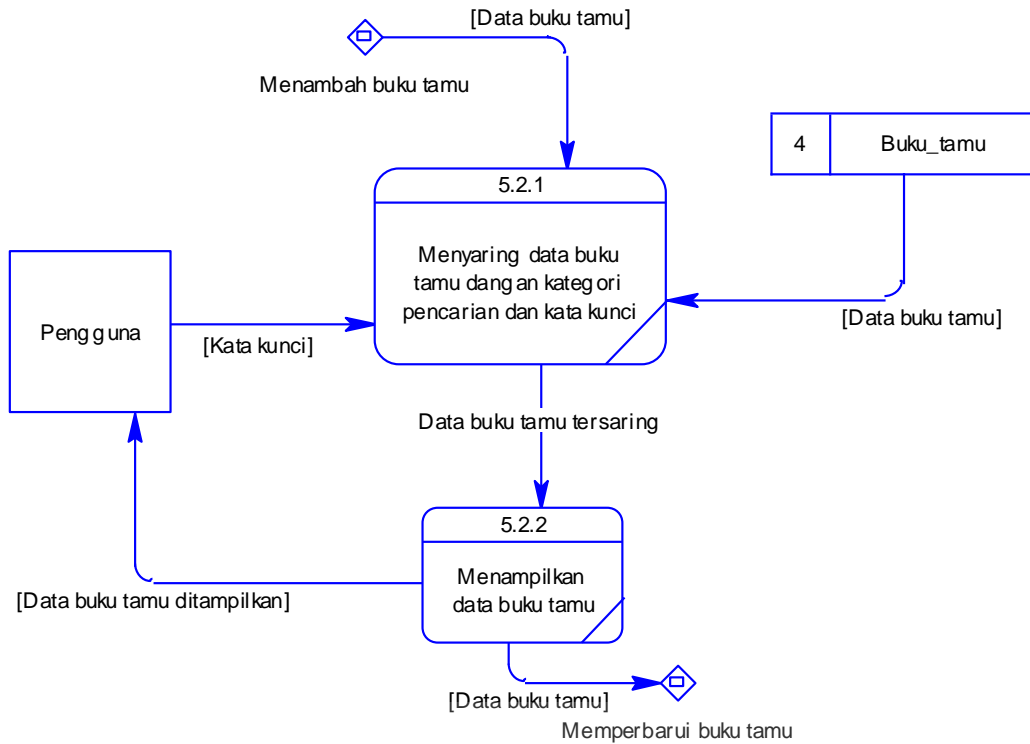 [Data buku tamu]
Menambah buku tamu
4
Buku_tamu
5.2.1
Menyaring data buku
tamu dangan kategori
pencarian dan kata kunci
Pengguna
[Kata kunci]
[Data buku tamu]
Data buku tamu tersaring
5.2.2
Menampilkan
data buku tamu
[Data buku tamu ditampilkan]
[Data buku tamu]
Memperbarui buku tamu